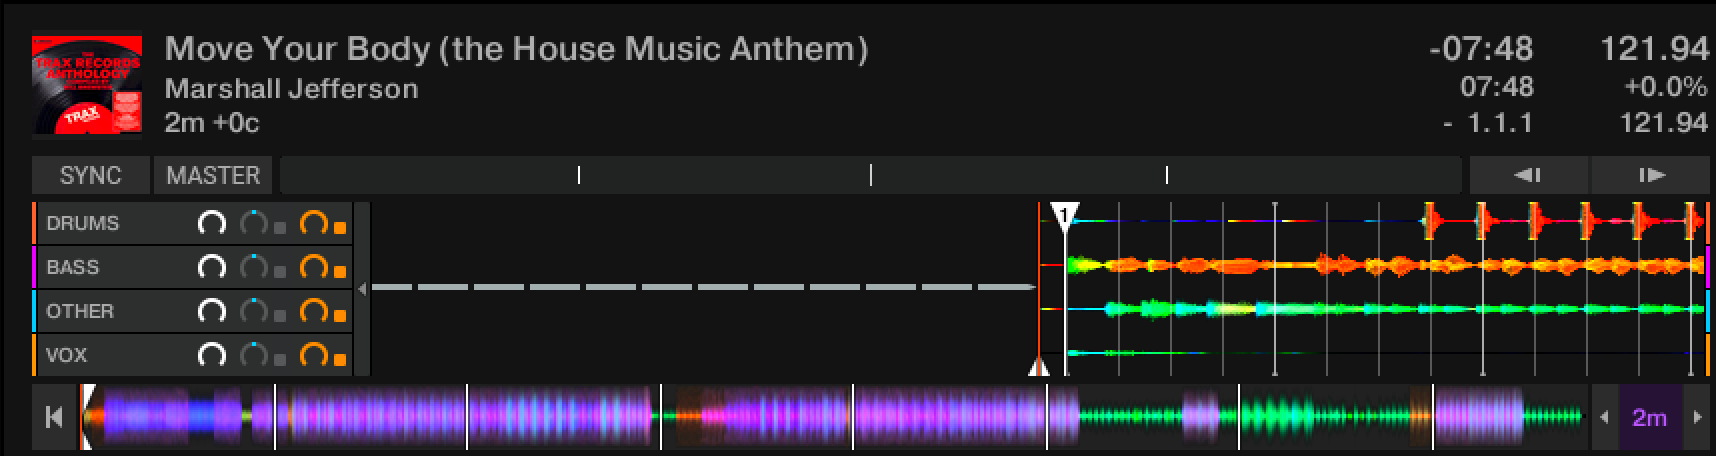 THE
TRAX RECORDS
ANTHOLOGY
TRAX
Move Your Body (the House Music Anthem)
Marshall Jefferson
2m +0c
-07:48 121.94
07:48 +0.0%
- 1.1.1 121.94
SYNC MASTER
DRUMS
BASS
OTHER
VOX
1
2m